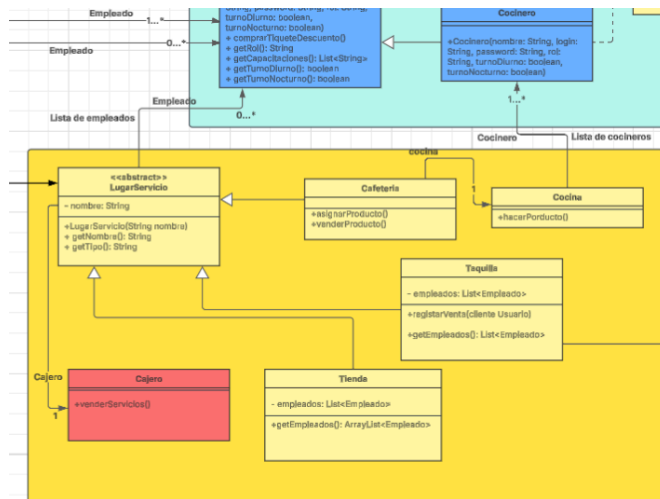 Empleado
1...*
0...*
Empleado
String, password: String, rol: String,
turnoDiurno: boolean,
turnoNocturno: boolean)
+ comprarTiqueteDescuento()
+ getRol(): String
+ getCapacitaciones(): List<String>
+ getTurnoDiurno(): boolean
+ getTurnoNocturno(): boolean
Cocinero
+Cocinero(nombre: String, login:
String, password: String, rol:
String, turnoDiurno: boolean,
turnoNocturno: boolean)
Empleado
Lista de empleados
0...*
1...*
Cocinero
Lista de cocineros
<<abstract>>
LugarServicio
- nombre: String
+LugarServicio(String nombra)
+ getNombra(): String
+ getTipo(): String
cocina
1
Cafeteria
+asignarProducto()
+venderProducto()
Cocina
+hacerPorducto()
Taquilla
- empleados: List<Empleado>
+registarVenta(cliente Usuario)
+getEmpleados(): List<Empleado>
Cajero
1
Cajero
+venderServicios()
Tienda
- empleados: List<Empleado>
+getEmpleados(): ArrayList<Empleado>